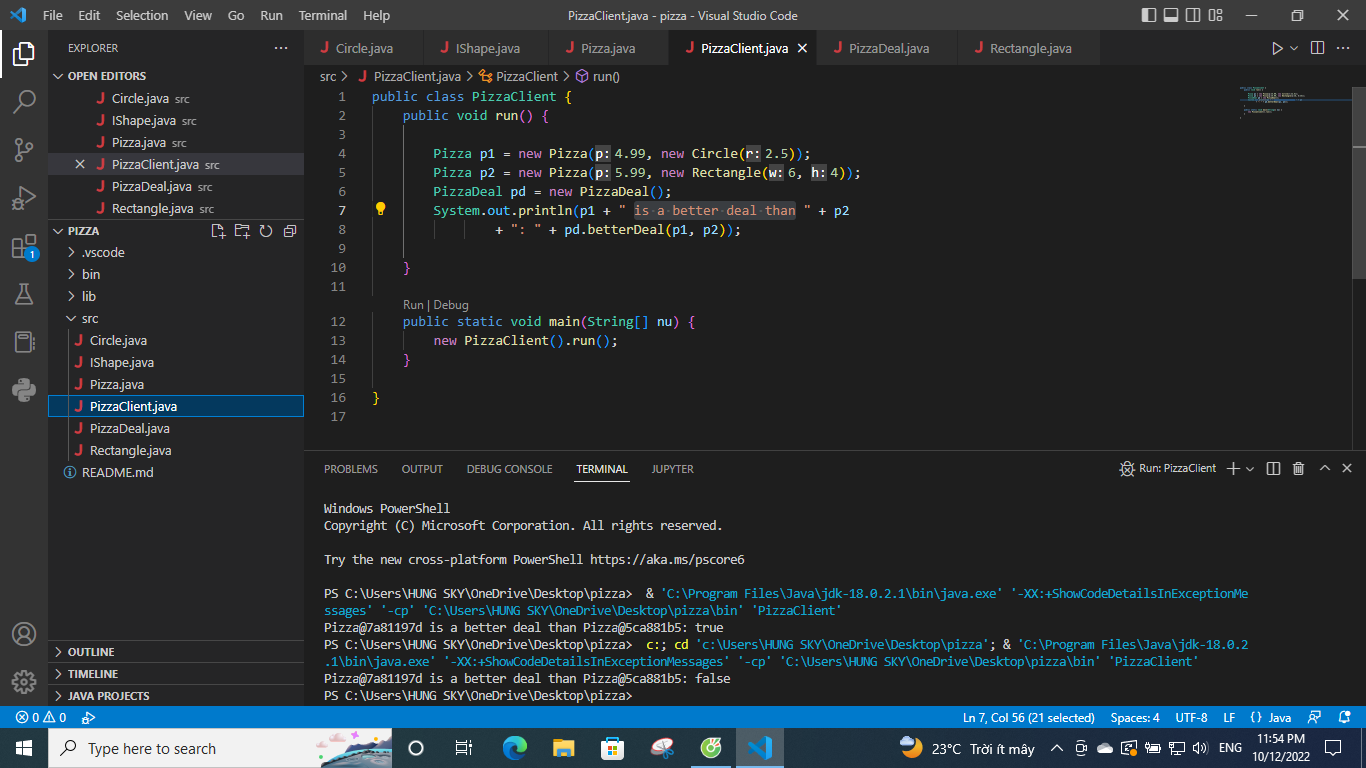 File Edit Selection View Go Run Terminal Help PizzaClient.java - pizza - Visual Studio Code
EXPLORER
Circle.java IShape.java Pizza.java PizzaClient.java PizzaDeal.java Rectangle.java
OPEN EDITORS
Circle.java src
IShape.java src
Pizza.java src
PizzaClient.java src
PizzaDeal.java src
Rectangle.java src
PIZZA
.vscode
bin
lib
src
Circle.java
IShape.java
Pizza.java
PizzaClient.java
PizzaDeal.java
Rectangle.java
README.md
OUTLINE
TIMELINE
JAVA PROJECTS
1
src > PizzaClient.java > PizzaClient > run()
1 public class PizzaClient {
2 public void run() {
3
4 Pizza p1 = new Pizza(p: 4.99, new Circle(r: 2.5));
5 Pizza p2 = new Pizza(p: 5.99, new Rectangle(w: 6, h: 4));
6 PizzaDeal pd = new PizzaDeal();
7 System.out.println(p1 + " is a better deal than " + p2
8 + ": " + pd.betterDeal(p1, p2));
9
10 }
11
Run | Debug
12 public static void main(String[] nu) {
13 new PizzaClient().run();
14 }
15
16 }
17
PROBLEMS OUTPUT DEBUG CONSOLE TERMINAL JUPYTER Run: PizzaClient
Windows PowerShell
Copyright (C) Microsoft Corporation. All rights reserved.
Try the new cross-platform PowerShell https://aka.ms/pscore6
PS C:\Users\HUNG SKY\OneDrive\Desktop\pizza> & 'C:\Program Files\Java\jdk-18.0.2.1\bin\java.exe' '-XX:+ShowCodeDetailsInExceptionMe
ssages' '-cp' 'C:\Users\HUNG SKY\OneDrive\Desktop\pizza\bin' 'PizzaClient'
Pizza@7a81197d is a better deal than Pizza@5ca881b5: true
PS C:\Users\HUNG SKY\OneDrive\Desktop\pizza> c:; cd 'c:\Users\HUNG SKY\OneDrive\Desktop\pizza'; & 'C:\Program Files\Java\jdk-18.0.2
.1\bin\java.exe' '-XX:+ShowCodeDetailsInExceptionMessages' '-cp' 'C:\Users\HUNG SKY\OneDrive\Desktop\pizza\bin' 'PizzaClient'
Pizza@7a81197d is a better deal than Pizza@5ca881b5: false
PS C:\Users\HUNG SKY\OneDrive\Desktop\pizza>
0 0 Ln 7, Col 56 (21 selected) Spaces: 4 UTF-8 LF {} Java
Type here to search 23°C Trời ít mây ENG 11:54 PM
10/12/2022